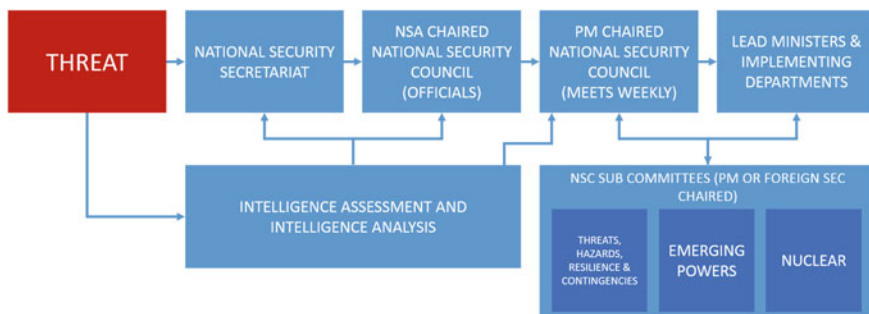 THREAT
NATIONAL SECURITY
SECRETARIAT
NSA CHAIRED
NATIONAL SECURITY
COUNCIL
(OFFICIALS)
PM CHAIRED
NATIONAL SECURITY
COUNCIL
(MEETS WEEKLY)
LEAD MINISTERS &
IMPLEMENTING
DEPARTMENTS
INTELLIGENCE ASSESSMENT AND
INTELLIGENCE ANALYSIS
NSC SUB COMMITTEES (PM OR FOREIGN SEC
CHAIRED)
THREATS,
HAZARDS,
RESILIENCE &
CONTINGENCIES
EMERGING
POWERS
NUCLEAR